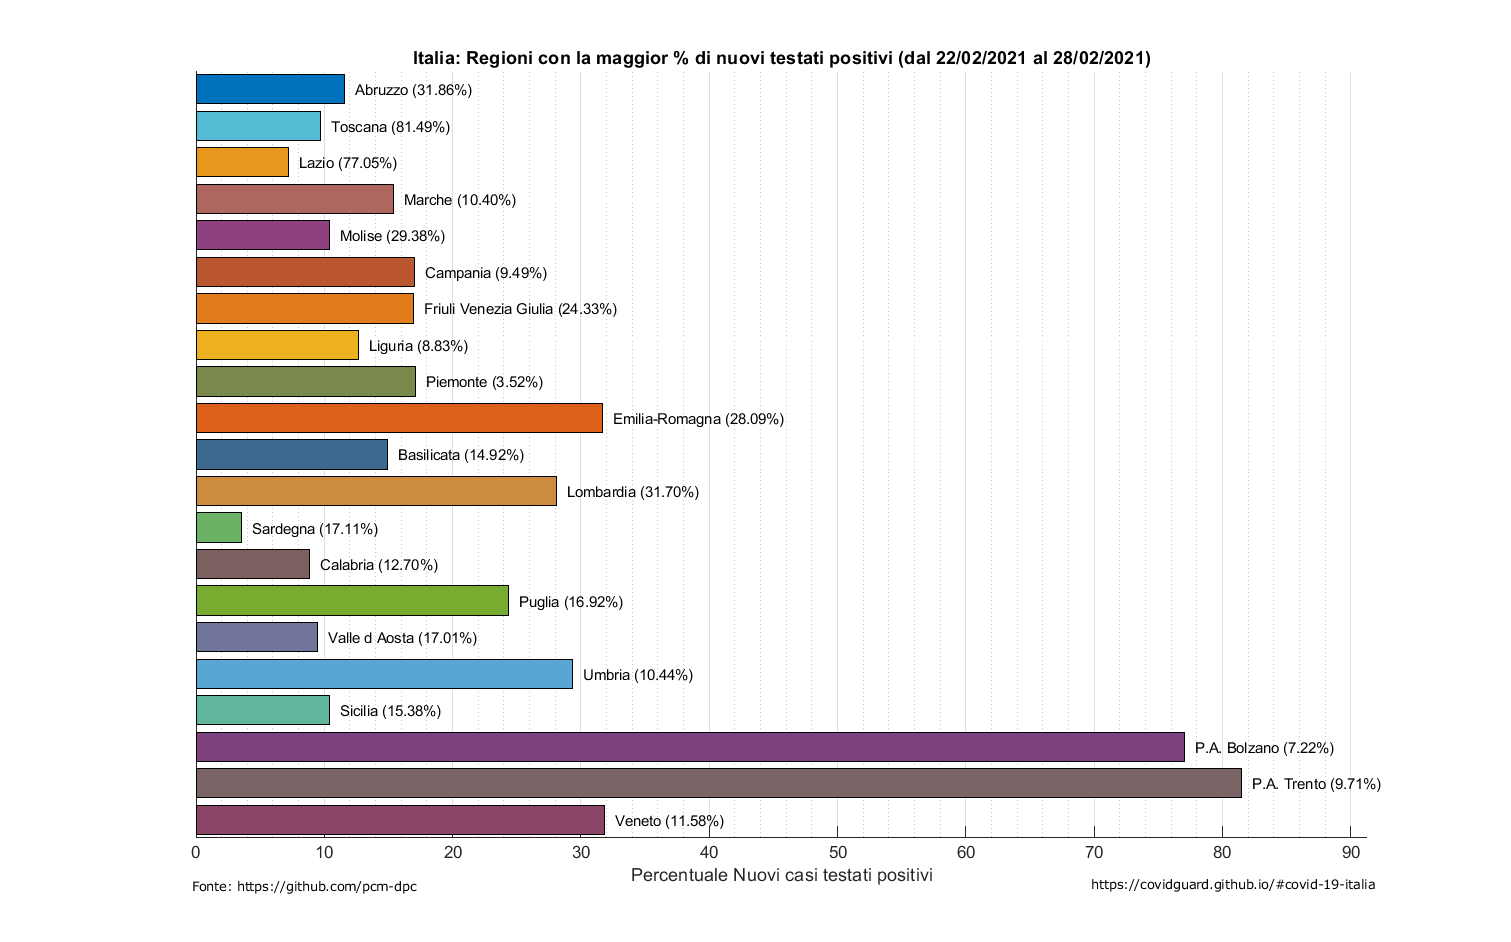 Italia: Regioni con la maggior % di nuovi testati positivi (dal 22/02/2021 al 28/02/2021)
Abruzzo (31.86%)
Toscana (81.49%)
Lazio (77.05%)
Marche (10.40%)
Molise (29.38%)
Campania (9.49%)
Friuli Venezia Giulia (24.33%)
Liguria (8.83%)
Piemonte (3.52%)
Emilia-Romagna (28.09%)
Basilicata (14.92%)
Lombardia (31.70%)
Sardegna (17.11%)
Calabria (12.70%)
Puglia (16.92%)
Valle d Aosta (17.01%)
Umbria (10.44%)
Sicilia (15.38%)
P.A. Bolzano (7.22%)
P.A. Trento (9.71%)
Veneto (11.58%)
0 10 20 30 40 50 60 70 80 90
Percentuale Nuovi casi testati positivi
Fonte: https://github.com/pcm-dpc
https://covidguard.github.io/#covid-19-italia